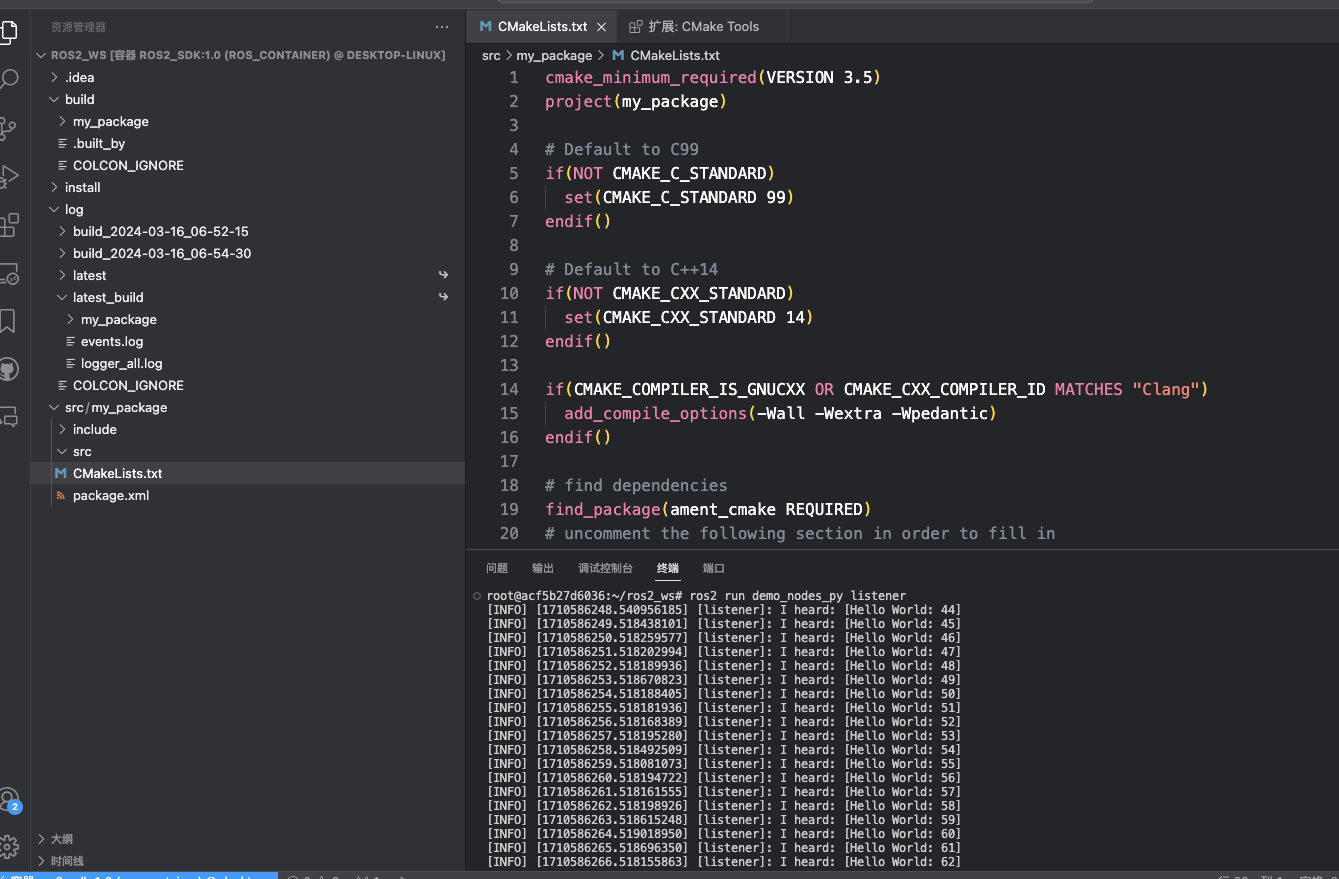 资源管理器
ROS2_WS [容器 ROS2_SDK:1.0 (ROS_CONTAINER) @ DESKTOP-LINUX]
.idea
build
my_package
.built_by
COLCON_IGNORE
install
log
build_2024-03-16_06-52-15
build_2024-03-16_06-54-30
latest
latest_build
my_package
events.log
logger_all.log
COLCON_IGNORE
src/my_package
include
src
CMakeLists.txt
package.xml
2
大纲
时间线
CMakeLists.txt
扩展: CMake Tools
src > my_package > CMakeLists.txt
1 cmake_minimum_required(VERSION 3.5)
2 project(my_package)
3
4 # Default to C99
5 if(NOT CMAKE_C_STANDARD)
6 set(CMAKE_C_STANDARD 99)
7 endif()
8
9 # Default to C++14
10 if(NOT CMAKE_CXX_STANDARD)
11 set(CMAKE_CXX_STANDARD 14)
12 endif()
13
14 if(CMAKE_COMPILER_IS_GNUCXX OR CMAKE_CXX_COMPILER_ID MATCHES "Clang")
15 add_compile_options(-Wall -Wextra -Wpedantic)
16 endif()
17
18 # find dependencies
19 find_package(ament_cmake REQUIRED)
20 # uncomment the following section in order to fill in
问题 输出 调试控制台 终端 端口
root@acf5b27d6036:~/ros2_ws# ros2 run demo_nodes_py listener
[INFO] [1710586248.540956185] [listener]: I heard: [Hello World: 44]
[INFO] [1710586249.518438101] [listener]: I heard: [Hello World: 45]
[INFO] [1710586250.518259577] [listener]: I heard: [Hello World: 46]
[INFO] [1710586251.518202994] [listener]: I heard: [Hello World: 47]
[INFO] [1710586252.518189936] [listener]: I heard: [Hello World: 48]
[INFO] [1710586253.518670823] [listener]: I heard: [Hello World: 49]
[INFO] [1710586254.518188405] [listener]: I heard: [Hello World: 50]
[INFO] [1710586255.518181936] [listener]: I heard: [Hello World: 51]
[INFO] [1710586256.518168389] [listener]: I heard: [Hello World: 52]
[INFO] [1710586257.518195280] [listener]: I heard: [Hello World: 53]
[INFO] [1710586258.518492509] [listener]: I heard: [Hello World: 54]
[INFO] [1710586259.518081073] [listener]: I heard: [Hello World: 55]
[INFO] [1710586260.518194722] [listener]: I heard: [Hello World: 56]
[INFO] [1710586261.518161555] [listener]: I heard: [Hello World: 57]
[INFO] [1710586262.518198926] [listener]: I heard: [Hello World: 58]
[INFO] [1710586263.518615248] [listener]: I heard: [Hello World: 59]
[INFO] [1710586264.519018950] [listener]: I heard: [Hello World: 60]
[INFO] [1710586265.518696350] [listener]: I heard: [Hello World: 61]
[INFO] [1710586266.518155863] [listener]: I heard: [Hello World: 62]